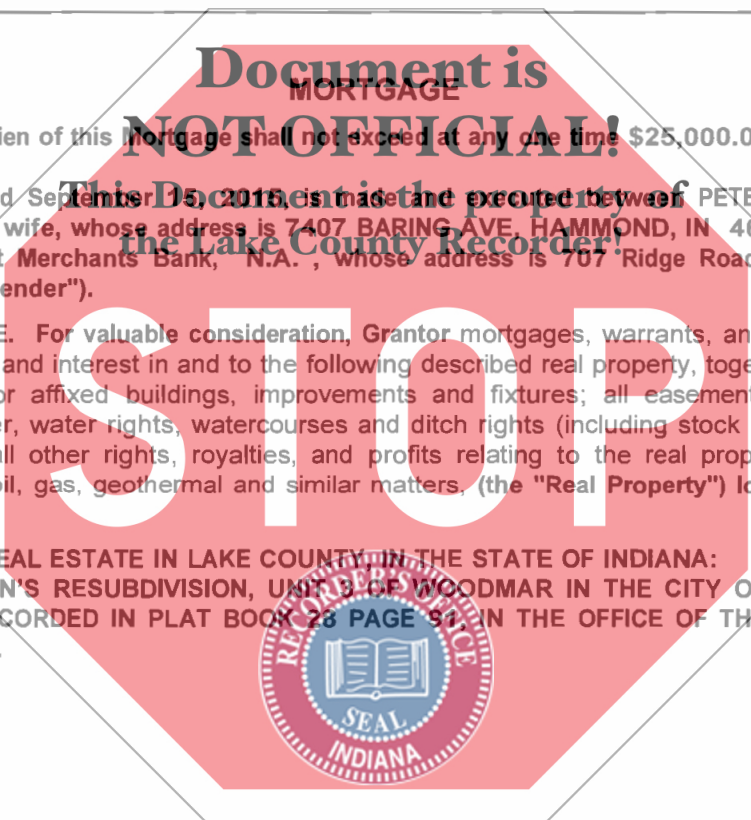 Document is
MORTGAGE
NOT OFFICIAL!
ien of this Mortgage shall not exceed at any one time $25,000.0
This Document is the property of
d September 15, 2015, is made and executed between PETE
wife, whose address is 7407 BARING AVE, HAMMOND, IN 46
the Lake County Recorder!
t Merchants Bank, N.A. , whose address is 707 Ridge Road
ender").
E. For valuable consideration, Grantor mortgages, warrants, an
and interest in and to the following described real property, toge
or affixed buildings, improvements and fixtures; all easement
r, water rights, watercourses and ditch rights (including stock
all other rights, royalties, and profits relating to the real prop
oil, gas, geothermal and similar matters, (the "Real Property") lo
STOP
EAL ESTATE IN LAKE COUNTY, IN THE STATE OF INDIANA:
N'S RESUBDIVISION, UNIT OF WOODMAR IN THE CITY O
CORDED IN PLAT BOOK 28 PAGE 91, IN THE OFFICE OF TH
RECORDER'S OFFICE
SEAL
INDIANA